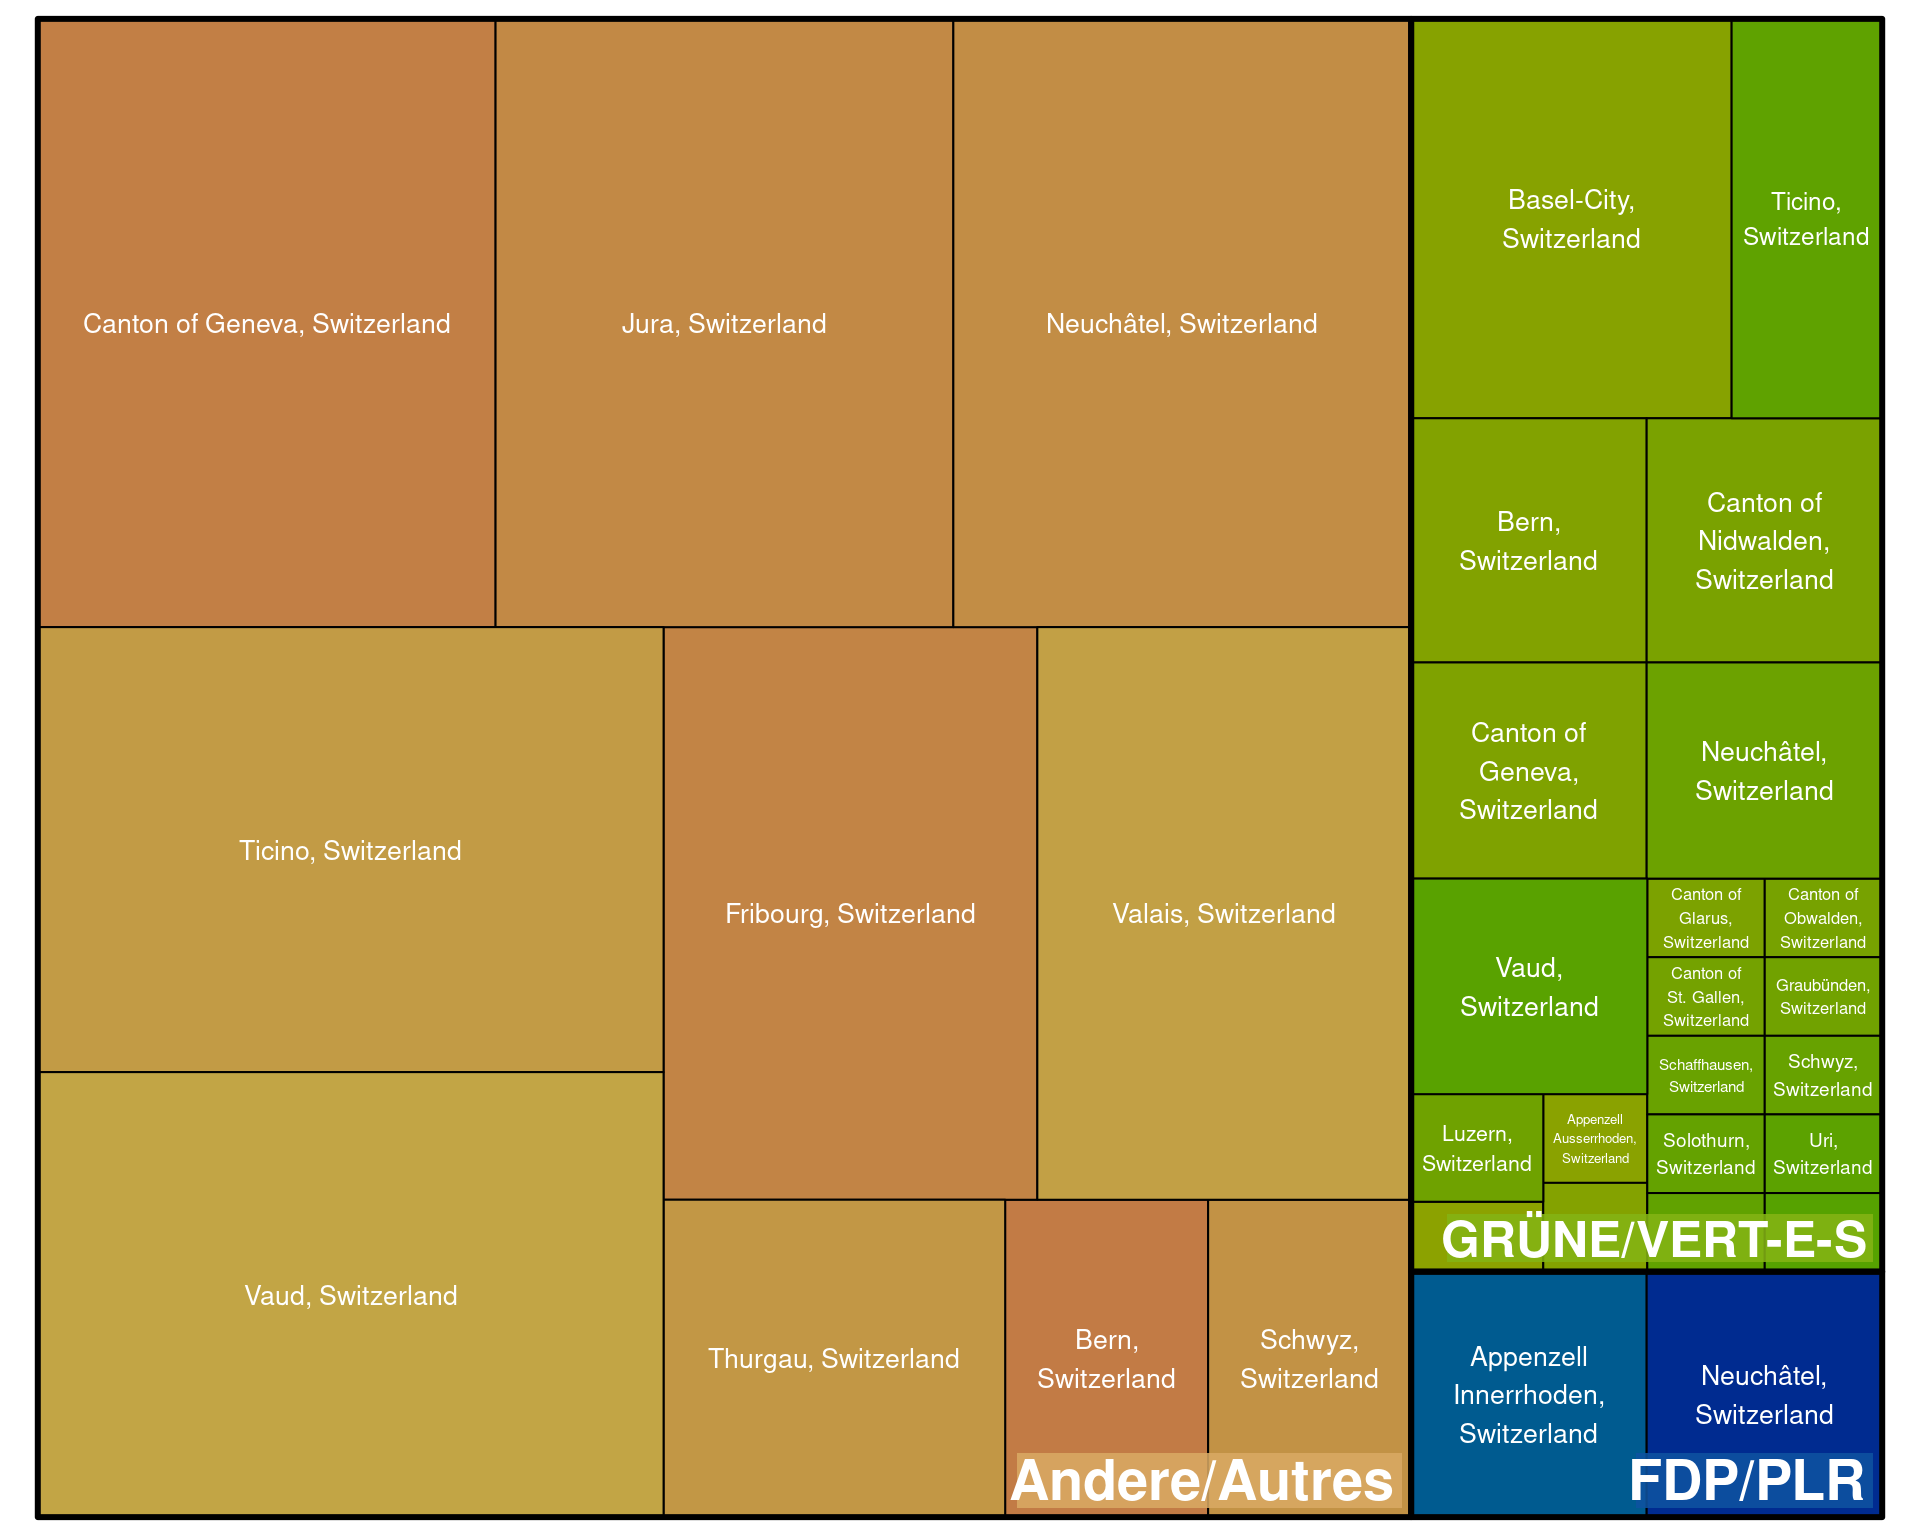 Canton of Geneva, Switzerland
Jura, Switzerland
Neuchâtel, Switzerland
Ticino, Switzerland
Vaud, Switzerland
Fribourg, Switzerland
Valais, Switzerland
Thurgau, Switzerland
Bern,
Switzerland
Schwyz,
Switzerland
Andere/Autres
Basel-City,
Switzerland
Ticino,
Switzerland
Bern,
Switzerland
Canton of
Nidwalden,
Switzerland
Canton of
Geneva,
Switzerland
Neuchâtel,
Switzerland
Vaud,
Switzerland
Canton of
Glarus,
Switzerland
Canton of
Obwalden,
Switzerland
Canton of
St. Gallen,
Switzerland
Graubünden,
Switzerland
Schaffhausen,
Switzerland
Schwyz,
Switzerland
Luzern,
Switzerland
Appenzell
Ausserrhoden,
Switzerland
Solothurn,
Switzerland
Uri,
Switzerland
GRÜNE/VERT-E-S
Appenzell
Innerrhoden,
Switzerland
Neuchâtel,
Switzerland
FDP/PLR